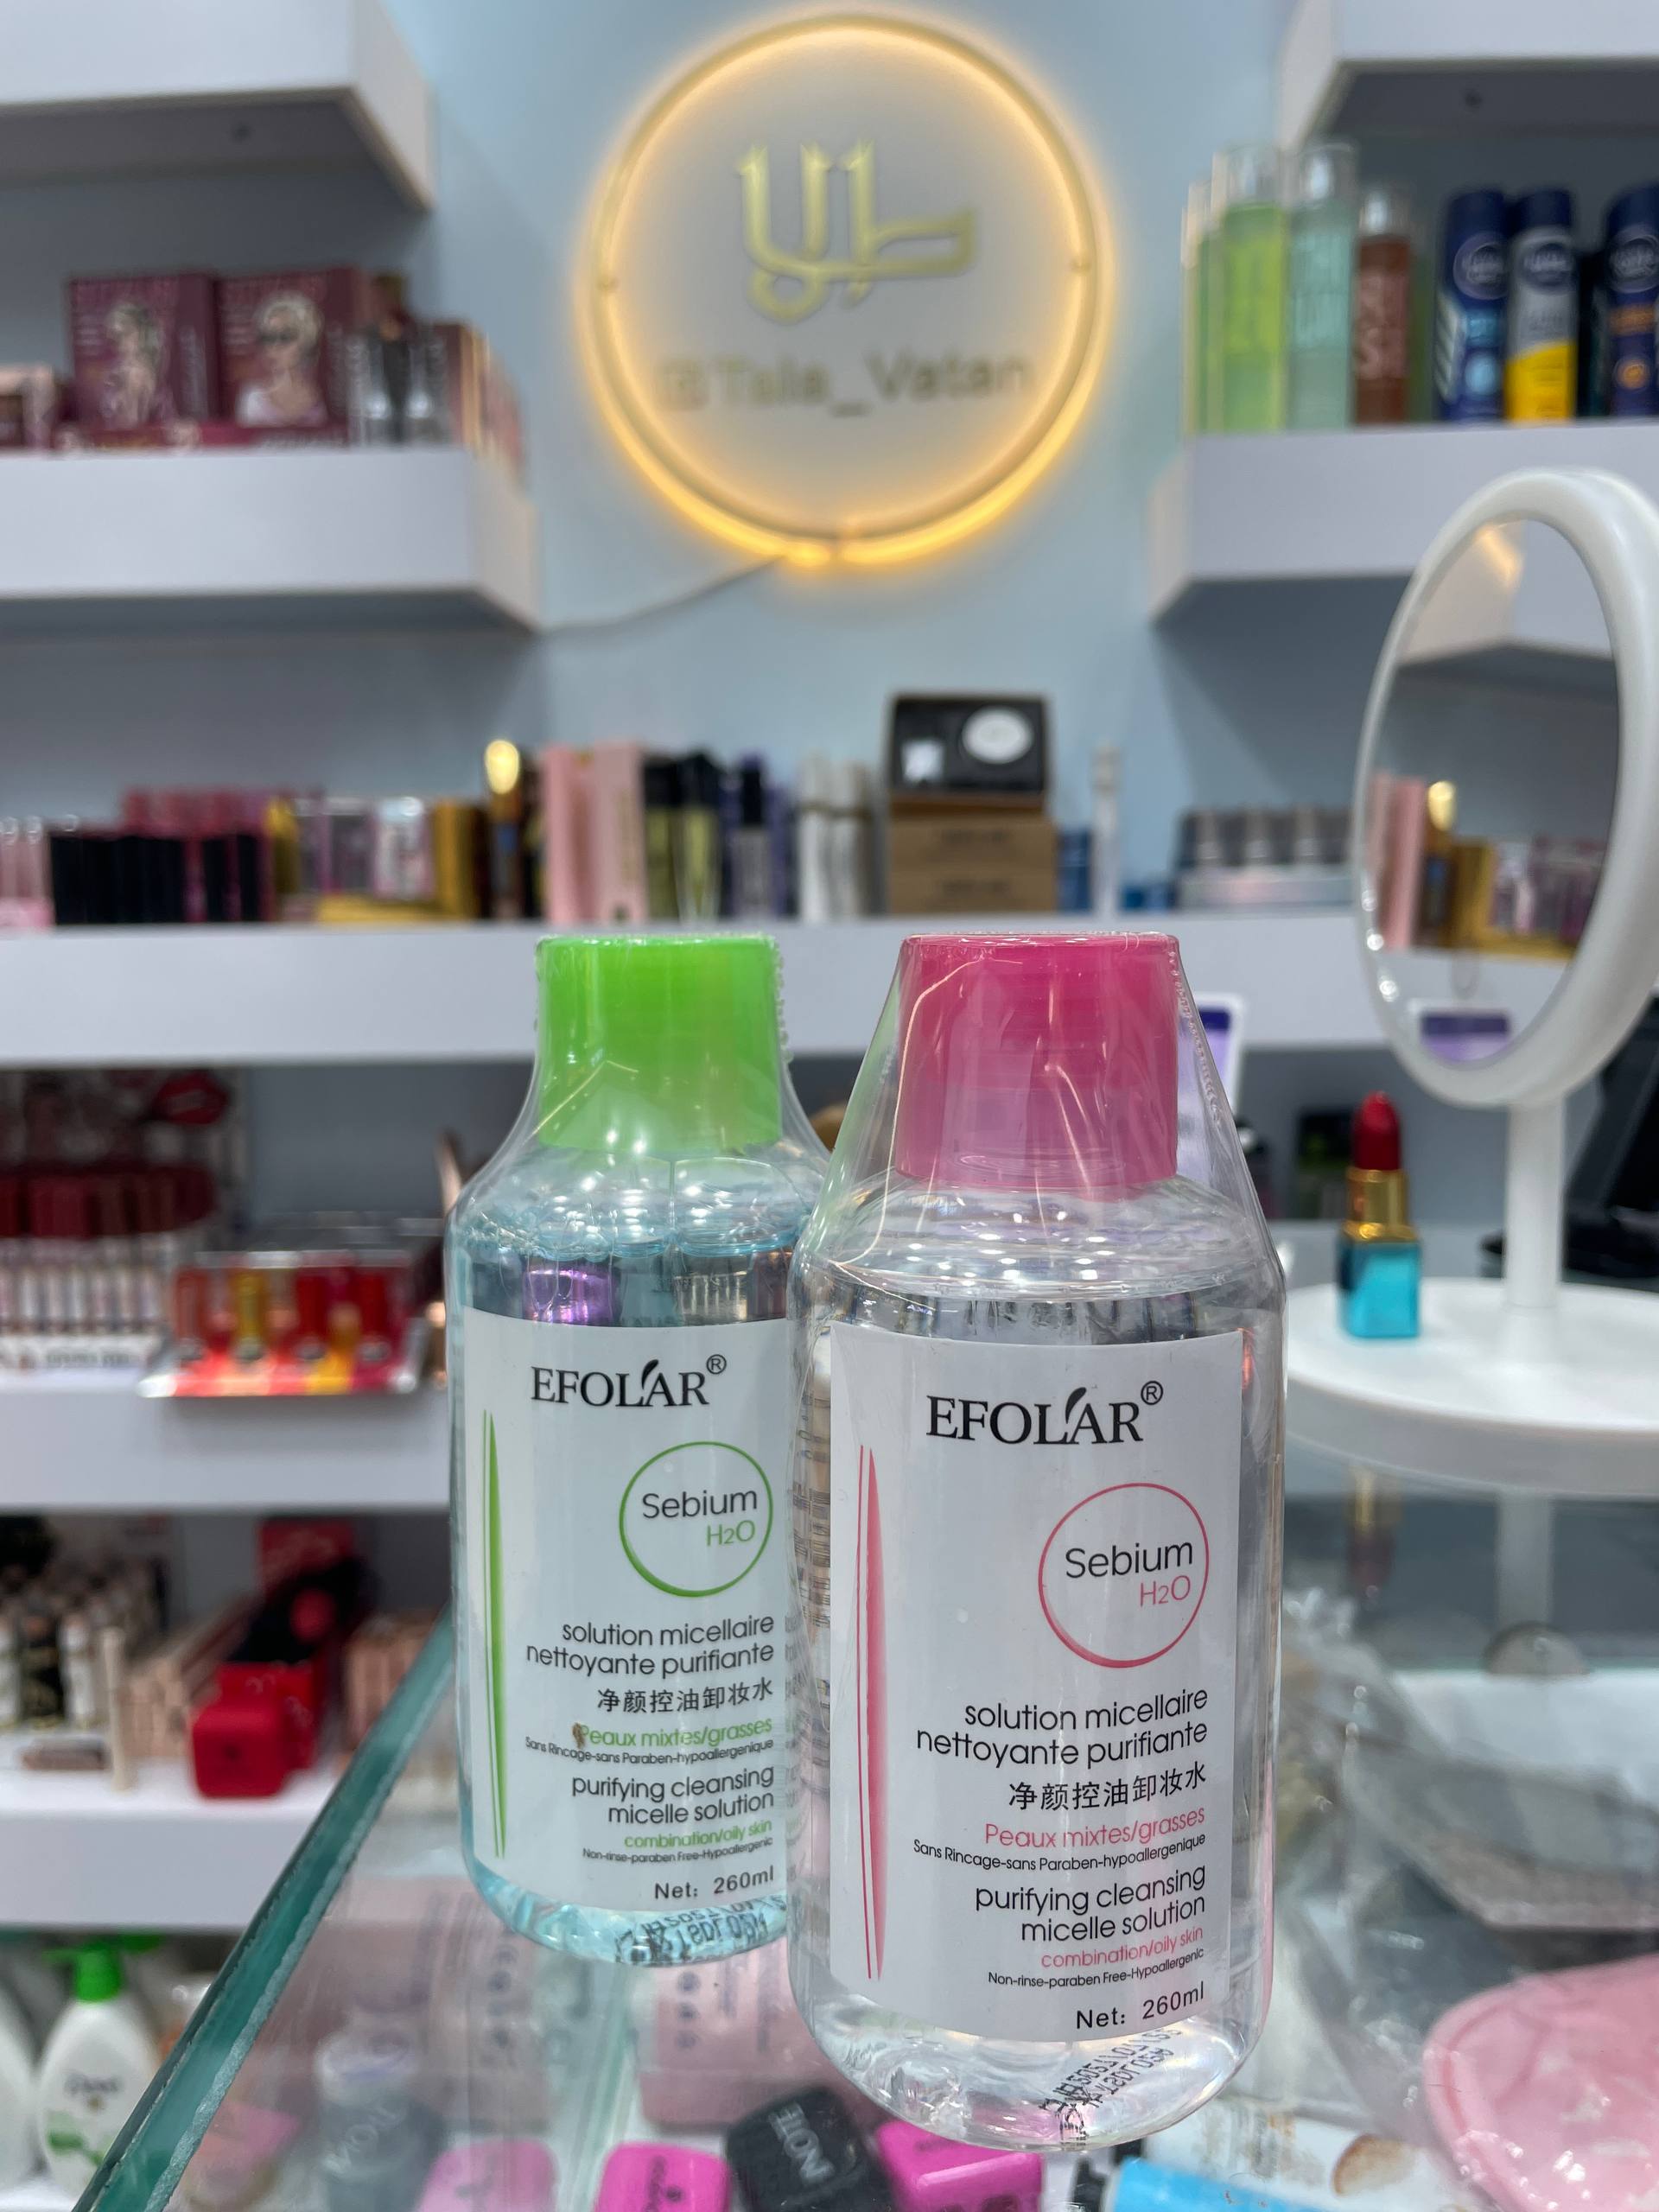 طلا
@Tala_Vatan
EFOLAR®
Sebium
H2O
solution micellaire
nettoyante purifiante
净颜控油卸妆水
Peaux mixtes/grasses
Sans Rincage-sans Paraben-hypoallergenique
purifying cleansing
micelle solution
combination/oily skin
Non-rinse-paraben Free-Hypoallergenic
Net: 260ml
EFOLAR®
Sebium
H2O
solution micellaire
nettoyante purifiante
净颜控油卸妆水
Peaux mixtes/grasses
Sans Rincage-sans Paraben-hypoallergenique
purifying cleansing
micelle solution
combination/oily skin
Non-rinse-paraben Free-Hypoallergenic
Net: 260ml
NOTE